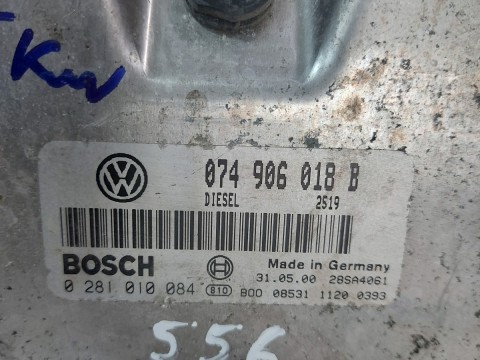 Kw
VW
074 906 018 B
DIESEL 2519
BOSCH
Made in Germany
31.05.00 28SA4061
0 281 010 084 810 800 08531 1120 0393
556